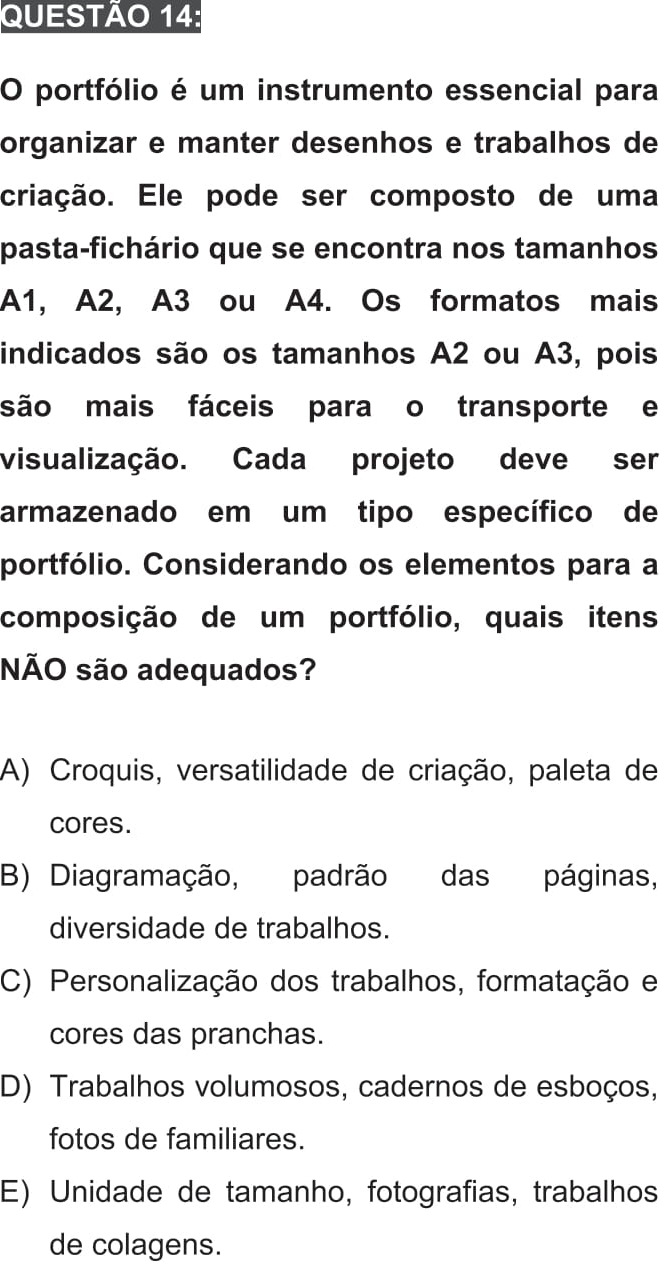 QUESTÃO 14:
O portfólio é um instrumento essencial para
organizar e manter desenhos e trabalhos de
criação. Ele pode ser composto de uma
pasta-fichário que se encontra nos tamanhos
A1, A2, A3 ou A4. Os formatos mais
indicados são os tamanhos A2 ou A3, pois
são mais fáceis para o transporte e
visualização. Cada projeto deve ser
armazenado em um tipo específico de
portfólio. Considerando os elementos para a
composição de um portfólio, quais itens
NÃO são adequados?
A) Croquis, versatilidade de criação, paleta de
cores.
B) Diagramação, padrão das páginas,
diversidade de trabalhos.
C) Personalização dos trabalhos, formatação e
cores das pranchas.
D) Trabalhos volumosos, cadernos de esboços,
fotos de familiares.
E) Unidade de tamanho, fotografias, trabalhos
de colagens.